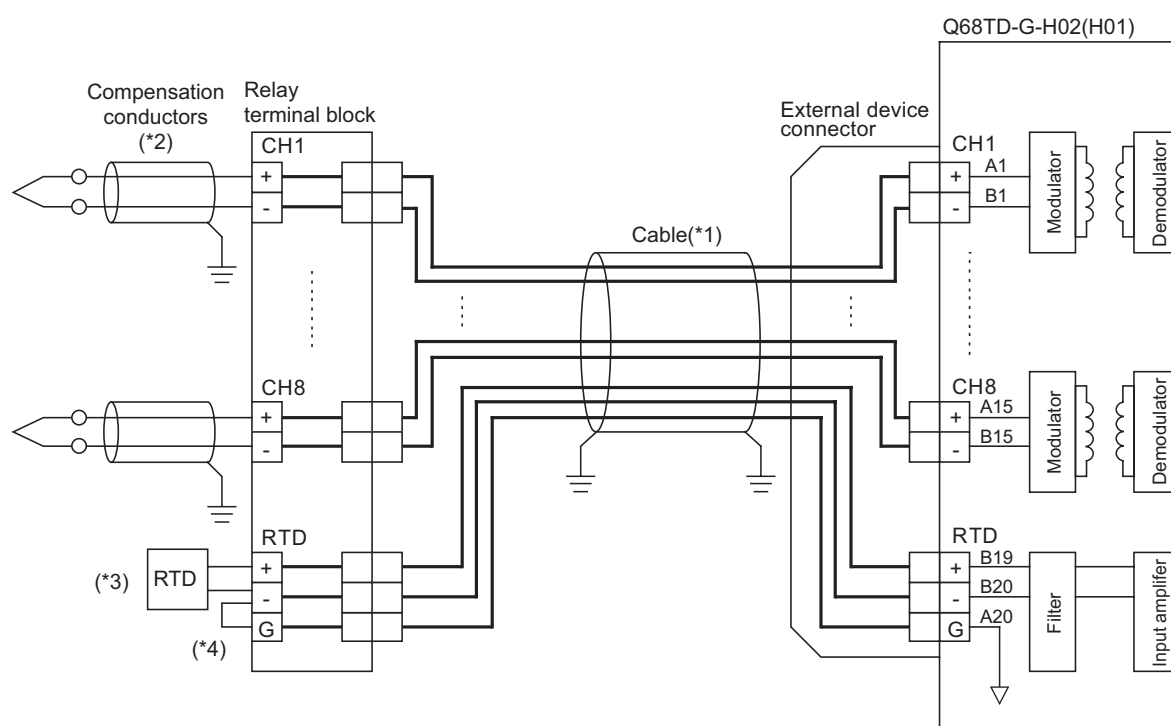 Q68TD-G-H02(H01)
Compensation
conductors
(*2)
Relay
terminal block
External device
connector
CH1
+
-
Cable(*1)
CH1
+
-
A1
B1
Modulator
Demodulator
CH8
+
-
CH8
+
-
A15
B15
Modulator
Demodulator
(*3)
RTD
RTD
+
-
G
(*4)
RTD
+
-
G
B19
B20
A20
Filter
Input amplifer